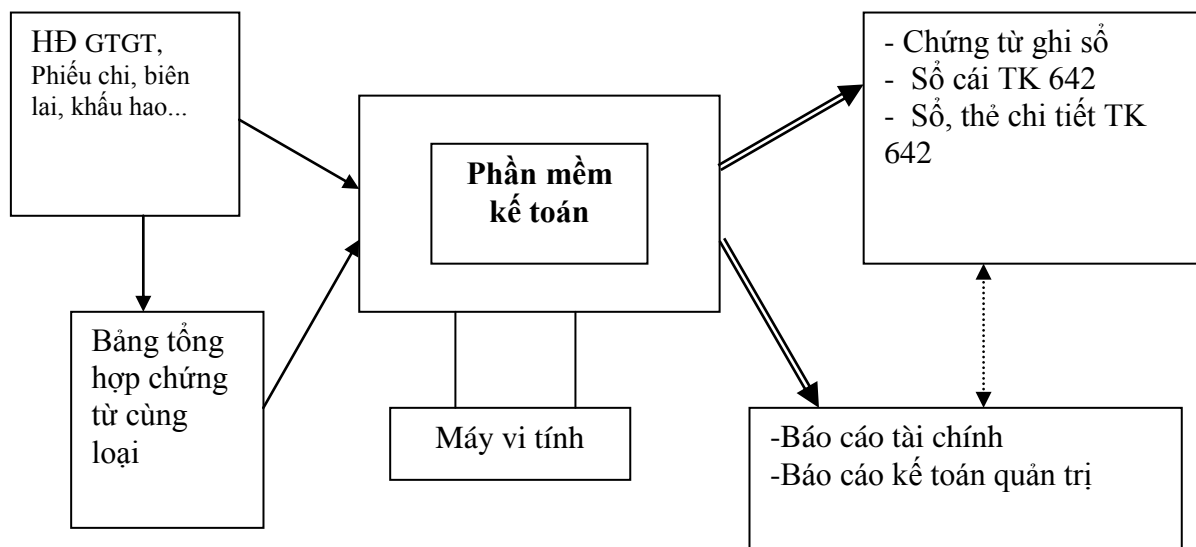 HĐ GTGT,
Phiếu chi, biên
lai, khấu hao...
Bảng tổng
hợp chứng
từ cùng
loại
Phần mềm
kế toán
Máy vi tính
- Chứng từ ghi sổ
- Sổ cái TK 642
- Sổ, thẻ chi tiết TK
642
-Báo cáo tài chính
-Báo cáo kế toán quản trị